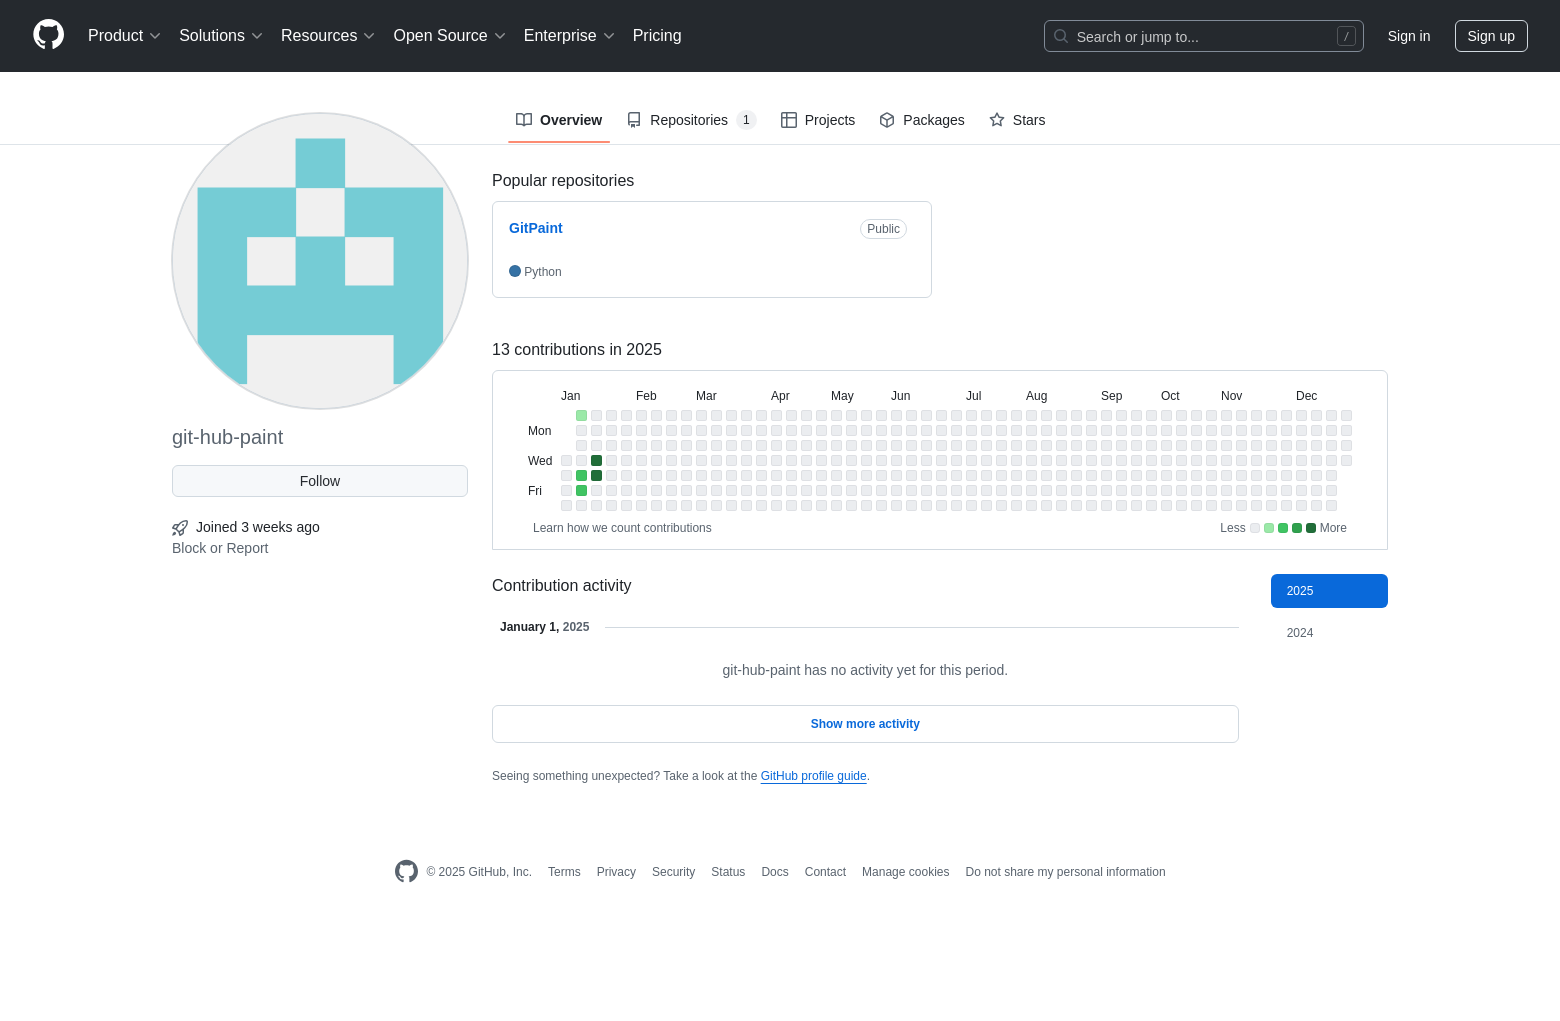 Product Solutions Resources Open Source Enterprise Pricing Search or jump to... / Sign in Sign up
Overview Repositories 1 Projects Packages Stars
Popular repositories
GitPaint Public
Python
13 contributions in 2025
Jan Feb Mar Apr May Jun Jul Aug Sep Oct Nov Dec
Mon
Wed
Fri
Learn how we count contributions Less More
git-hub-paint
Follow
Joined 3 weeks ago
Block or Report
Contribution activity
2025
2024
January 1, 2025
git-hub-paint has no activity yet for this period.
Show more activity
Seeing something unexpected? Take a look at the GitHub profile guide.
© 2025 GitHub, Inc. Terms Privacy Security Status Docs Contact Manage cookies Do not share my personal information